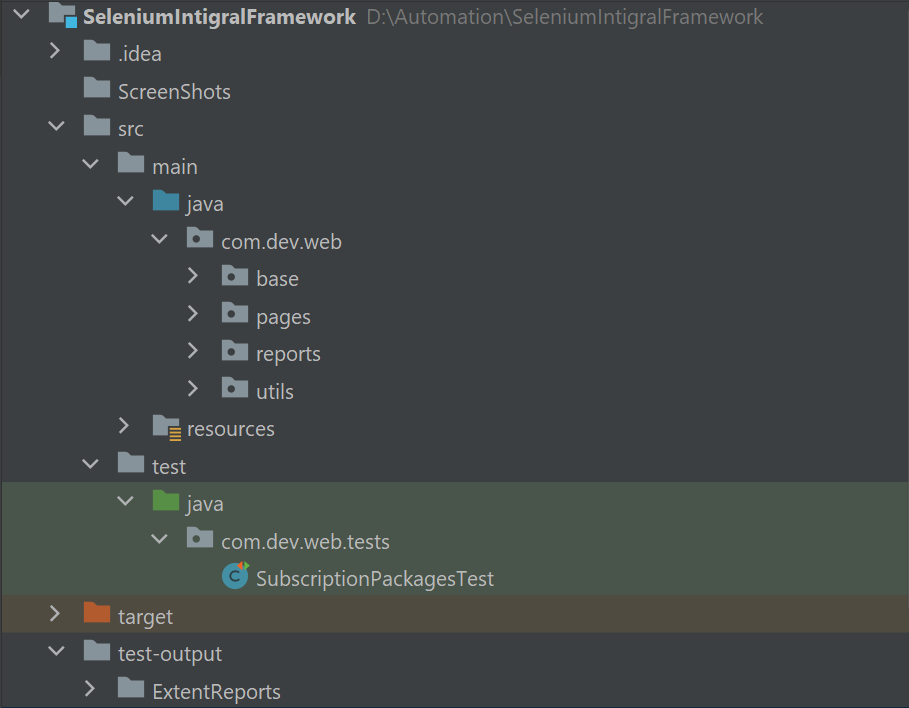 SeleniumIntigralFramework D:\Automation\SeleniumIntigralFramework
.idea
ScreenShots
src
main
java
com.dev.web
base
pages
reports
utils
resources
test
java
com.dev.web.tests
C SubscriptionPackagesTest
target
test-output
ExtentReports